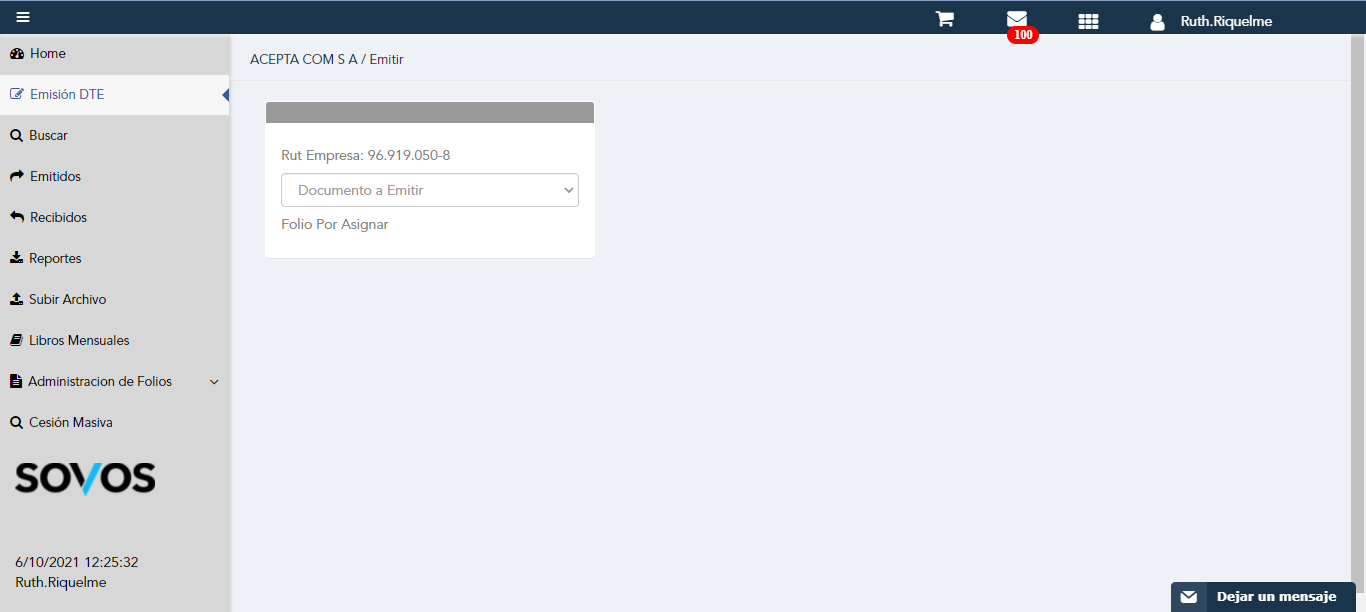 100
Ruth.Riquelme
Home
Emisión DTE
Buscar
Emitidos
Recibidos
Reportes
Subir Archivo
Libros Mensuales
Administracion de Folios
Cesión Masiva
SOVOS
6/10/2021 12:25:32
Ruth.Riquelme
ACEPTA COM S A / Emitir
Rut Empresa: 96.919.050-8
Documento a Emitir
Folio Por Asignar
Dejar un mensaje